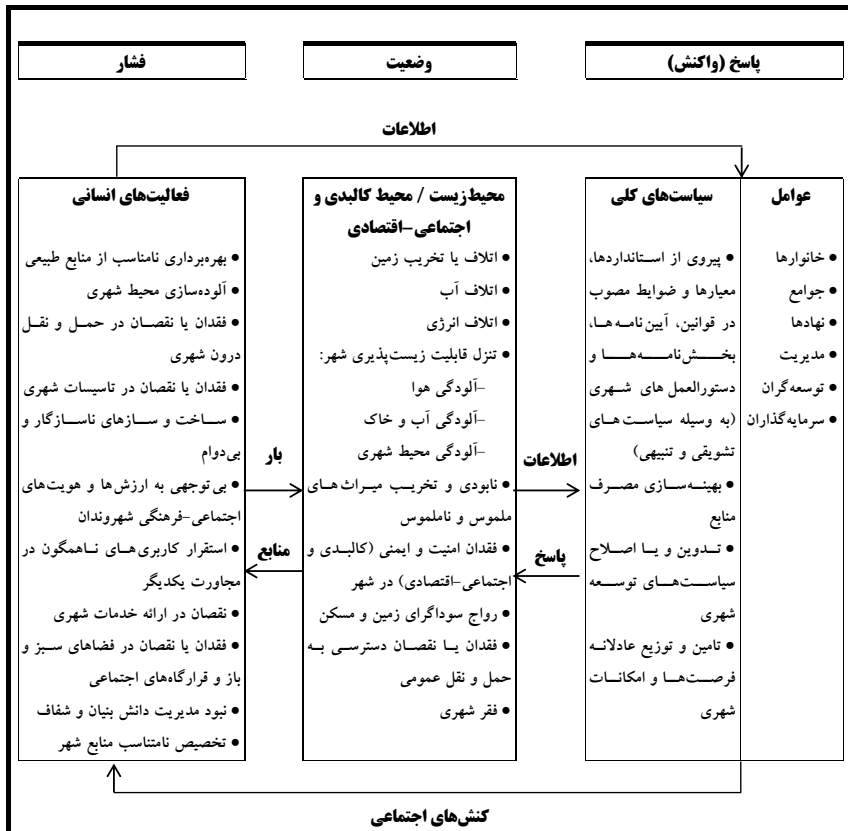 پاسخ (واکنش)
وضعیت
فشار
اطلاعات
عوامل
• خانوارها
• جوامع
• نهادها
• مدیریت
• توسعه‌گران
• سرمایه‌گذاران
سیاست‌های کلی
• پیروی از استانداردها،
معیارها و ضوابط مصوب
در قوانین، آیین‌نامه‌ها،
بخش‌نامه‌ها و
دستورالعمل‌های شهری
(به وسیله سیاست‌های
تشویقی و تنبیهی)
• بهینه‌سازی مصرف
منابع
• تدوین و یا اصلاح
سیاست‌های توسعه
شهری
• تامین و توزیع عادلانه
فرصت‌ها و امکانات
شهری
اطلاعات
پاسخ
محیط‌زیست / محیط کالبدی و
اجتماعی-اقتصادی
• اتلاف یا تخریب زمین
• اتلاف آب
• اتلاف انرژی
• تنزل قابلیت زیست‌پذیری شهر:
-آلودگی هوا
-آلودگی آب و خاک
-آلودگی محیط شهری
• نابودی و تخریب میراث‌های
ملموس و ناملموس
• فقدان امنیت و ایمنی (کالبدی و
اجتماعی-اقتصادی) در شهر
• رواج سوداگرای زمین و مسکن
• فقدان یا نقصان دسترسی به
حمل و نقل عمومی
• فقر شهری
بار
منابع
فعالیت‌های انسانی
• بهره‌برداری نامناسب از منابع طبیعی
• آلوده‌سازی محیط شهری
• فقدان یا نقصان در حمل و نقل
درون شهری
• فقدان یا نقصان در تاسیسات شهری
• ساخت و سازهای ناسازگار و
بی‌دوام
• بی‌توجهی به ارزش‌ها و هویت‌های
اجتماعی-فرهنگی شهروندان
• استقرار کاربری‌های ناهمگون در
مجاورت یکدیگر
• نقصان در ارائه خدمات شهری
• فقدان یا نقصان در فضاهای سبز و
باز و قرارگاه‌های اجتماعی
• نبود مدیریت دانش بنیان و شفاف
• تخصیص نامتناسب منابع شهر
کنش‌های اجتماعی